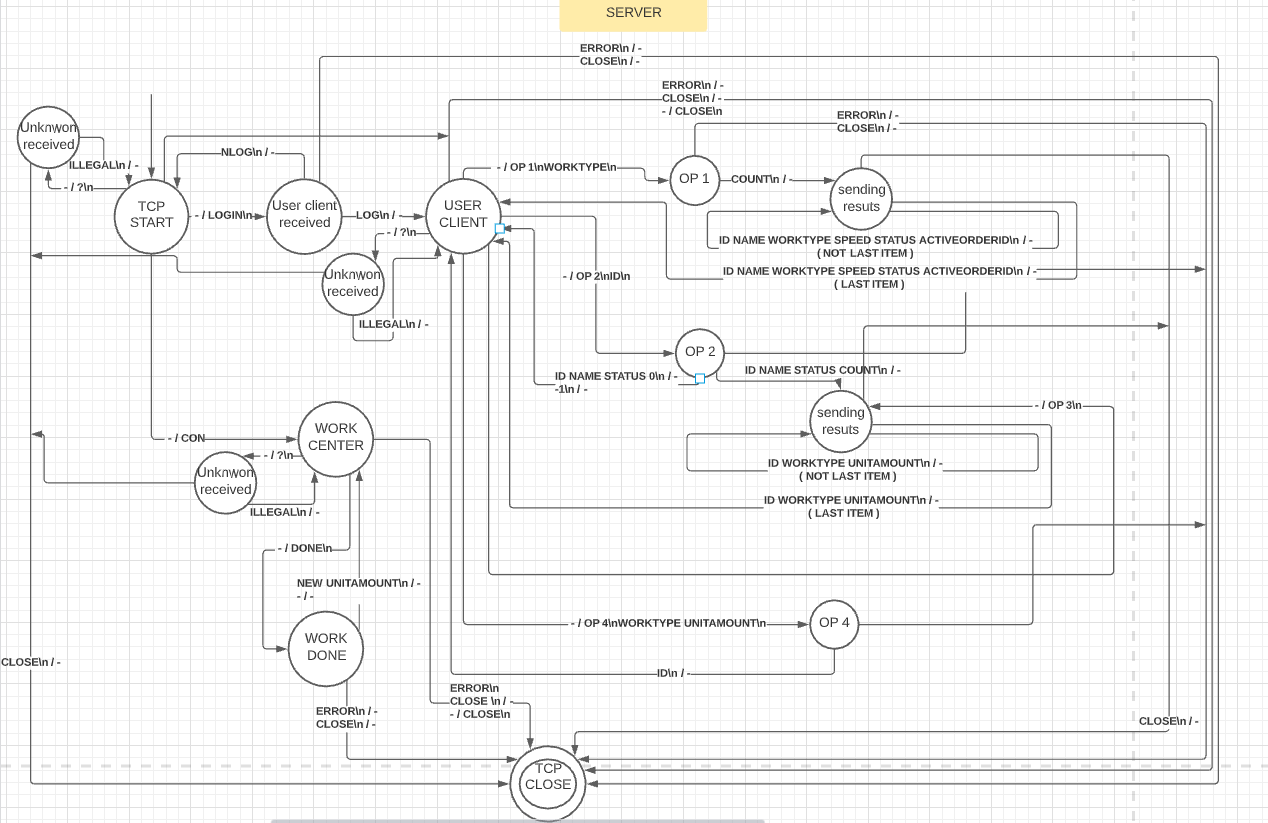 SERVER
ERROR\n / -
CLOSE\n / -
ERROR\n / -
CLOSE\n / -
- / CLOSE\n
ERROR\n / -
CLOSE\n / -
Unknwon
received
ILLEGAL\n / -
- / ?\n
NLOG\n / -
- / OP 1\nWORKTYPE\n
OP 1
COUNT\n / -
sending
resuts
TCP
START
- / LOGIN\n
User client
received
LOG\n / -
USER
CLIENT
- / ?\n
ID NAME WORKTYPE SPEED STATUS ACTIVEORDERID\n / -
( NOT LAST ITEM )
Unknwon
received
- / OP 2\nID\n
ID NAME WORKTYPE SPEED STATUS ACTIVEORDERID\n / -
( LAST ITEM )
ILLEGAL\n / -
OP 2
ID NAME STATUS 0\n / -
-1\n / -
ID NAME STATUS COUNT\n / -
- / OP 3\n
sending
resuts
WORK
CENTER
- / CON
- / ?\n
Unknwon
received
ILLEGAL\n / -
ID WORKTYPE UNITAMOUNT\n / -
( NOT LAST ITEM )
ID WORKTYPE UNITAMOUNT\n / -
( LAST ITEM )
- / DONE\n
NEW UNITAMOUNT\n / -
- / -
- / OP 4\nWORKTYPE UNITAMOUNT\n
OP 4
WORK
DONE
CLOSE\n / -
ID\n / -
ERROR\n
CLOSE \n / -
- / CLOSE\n
ERROR\n / -
CLOSE\n / -
CLOSE\n / -
TCP
CLOSE